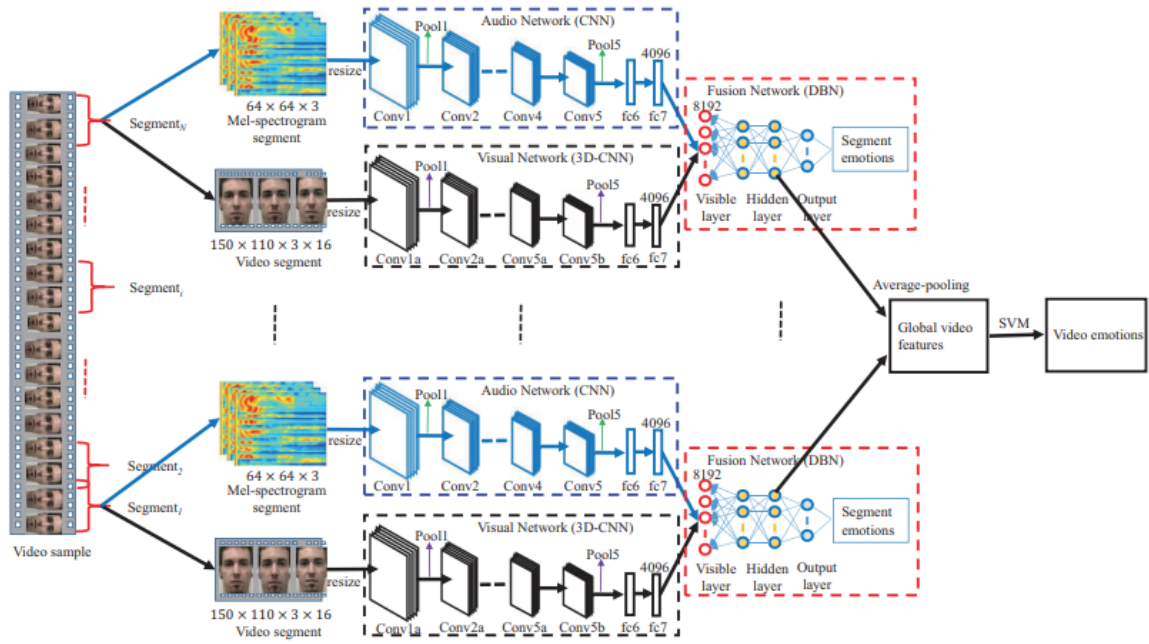 Audio Network (CNN)
Pool1
Pool5
4096
resize
64 × 64 × 3
Mel-spectrogram
segment
Conv1
Conv2
Conv4
Conv5
fc6
fc7
Segment_N
Visual Network (3D-CNN)
Pool1
Pool5
4096
resize
150 × 110 × 3 × 16
Video segment
Conv1a
Conv2a
Conv5a
Conv5b
fc6
fc7
Fusion Network (DBN)
8192
Segment
emotions
Visible
layer
Hidden
layer
Output
layer
Segment_i
Average-pooling
Global video
features
SVM
Video emotions
Audio Network (CNN)
Pool1
Pool5
4096
resize
64 × 64 × 3
Mel-spectrogram
segment
Conv1
Conv2
Conv4
Conv5
fc6
fc7
Segment_2
Segment_1
Video sample
Visual Network (3D-CNN)
Pool1
Pool5
4096
resize
150 × 110 × 3 × 16
Video segment
Conv1a
Conv2a
Conv5a
Conv5b
fc6
fc7
Fusion Network (DBN)
8192
Segment
emotions
Visible
layer
Hidden
layer
Output
layer